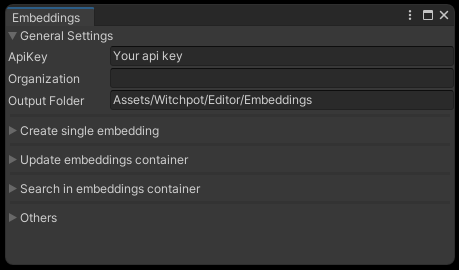 Embeddings
General Settings
ApiKey Your api key
Organization
Output Folder Assets/Witchpot/Editor/Embeddings
Create single embedding
Update embeddings container
Search in embeddings container
Others